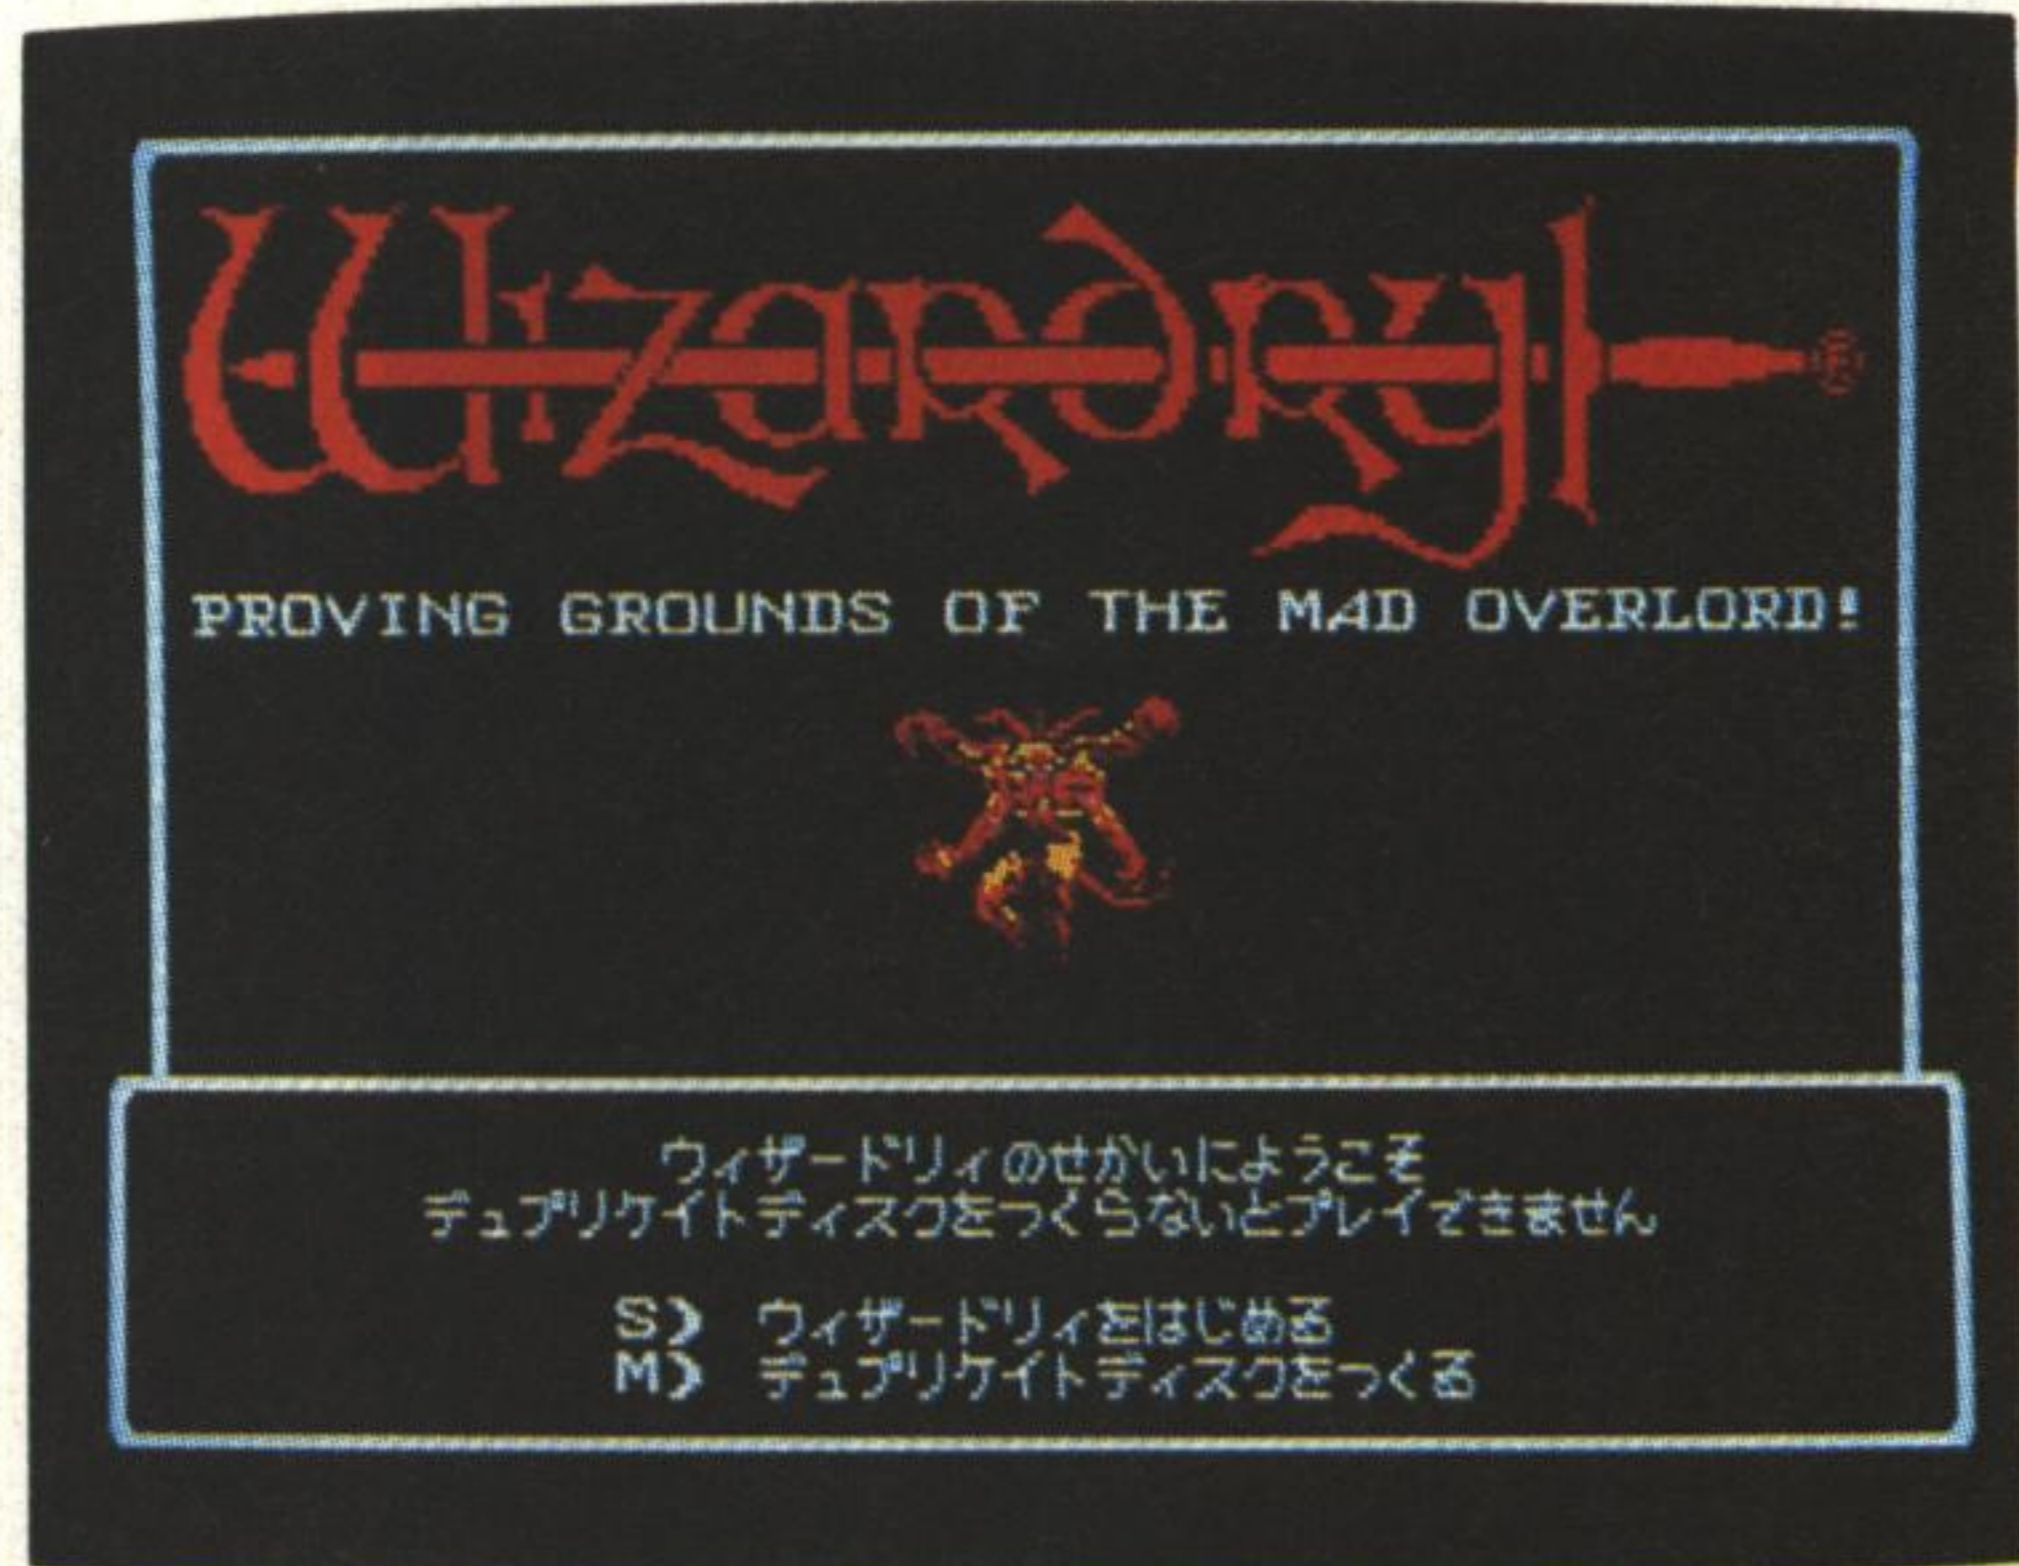 Wizardry
PROVING GROUNDS OF THE MAD OVERLORD!
ウィザードリィのせかいにようこそ
デュプリケイトディスクをつくらないとプレイできません
S) ウィザードリィをはじめる
M) デュプリケイトディスクをつくる